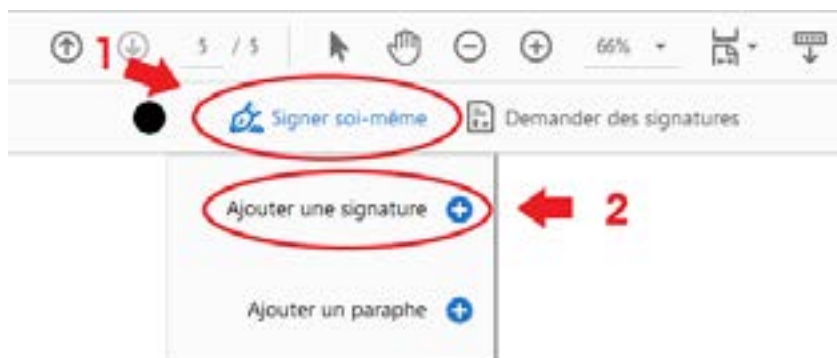 1 5 / 5 66%
Signer soi-même Demander des signatures
Ajouter une signature 2
Ajouter un paraphe